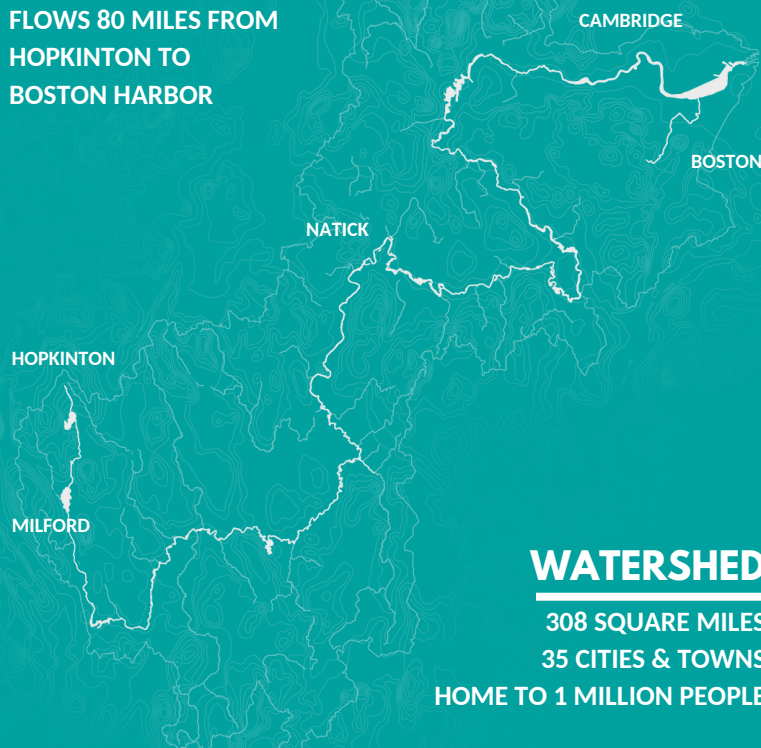 FLOWS 80 MILES FROM
HOPKINTON TO
BOSTON HARBOR
CAMBRIDGE
BOSTON
NATICK
HOPKINTON
MILFORD
WATERSHED
308 SQUARE MILES
35 CITIES & TOWNS
HOME TO 1 MILLION PEOPLE